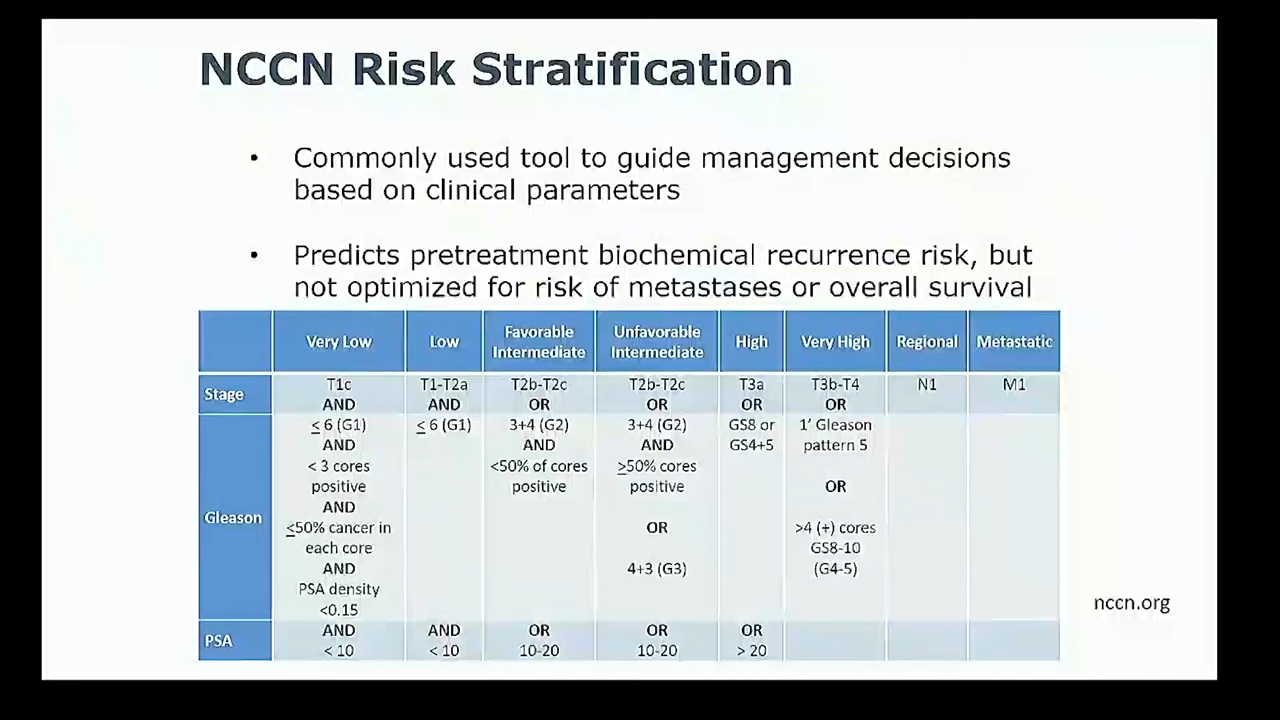 NCCN Risk Stratification
• Commonly used tool to guide management decisions
based on clinical parameters
• Predicts pretreatment biochemical recurrence risk, but
not optimized for risk of metastases or overall survival
Very Low Low Favorable Intermediate Unfavorable Intermediate High Very High Regional Metastatic
Stage T1c AND T1-T2a AND T2b-T2c OR T2b-T2c OR T3a OR T3b-T4 OR N1 M1
Gleason
≤ 6 (G1) AND < 3 cores positive AND ≤50% cancer in each core AND PSA density <0.15
≤ 6 (G1)
3+4 (G2) AND <50% of cores positive
3+4 (G2) AND ≥50% cores positive OR 4+3 (G3)
GS8 or GS4+5
1' Gleason pattern 5 OR >4 (+) cores GS8-10 (G4-5)
PSA AND < 10 AND < 10 OR 10-20 OR 10-20 OR > 20
nccn.org